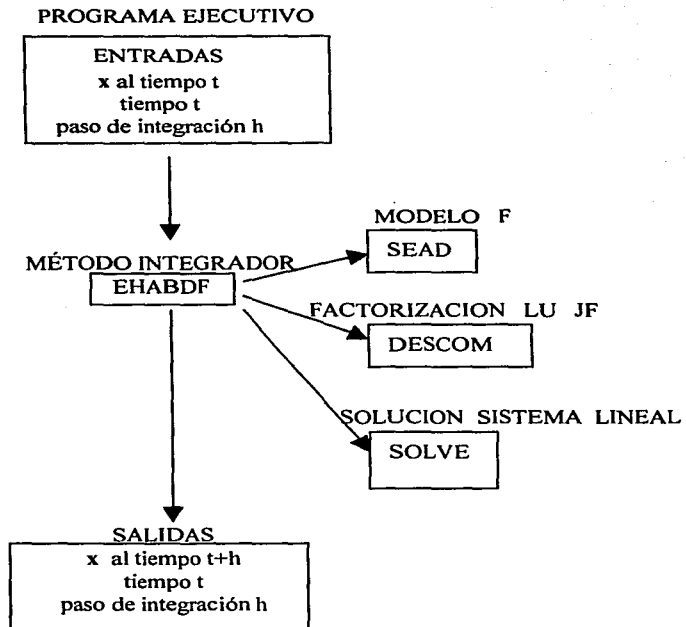 PROGRAMA EJECUTIVO
ENTRADAS
x al tiempo t
tiempo t
paso de integración h
MODELO F
SEAD
MÉTODO INTEGRADOR
EHABDF
FACTORIZACION LU JF
DESCOM
SOLUCION SISTEMA LINEAL
SOLVE
SALIDAS
x al tiempo t+h
tiempo t
paso de integración h